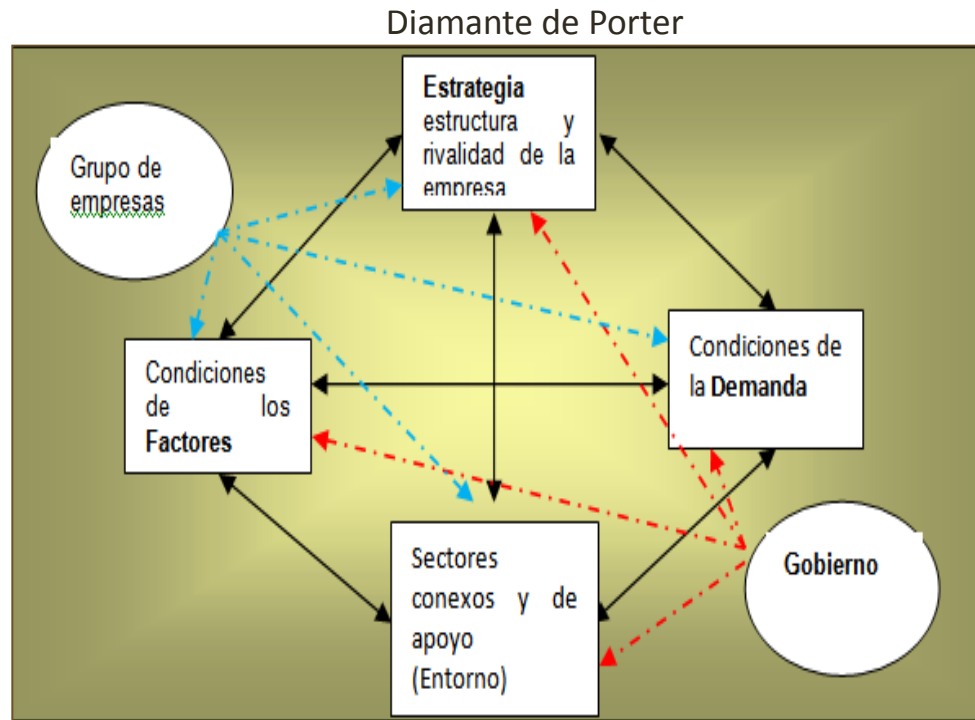 Diamante de Porter
Estrategia
estructura y
rivalidad de la
empresa
Grupo de
empresas
Condiciones
de los
Factores
Condiciones de
la Demanda
Sectores
conexos y de
apoyo
(Entorno)
Gobierno